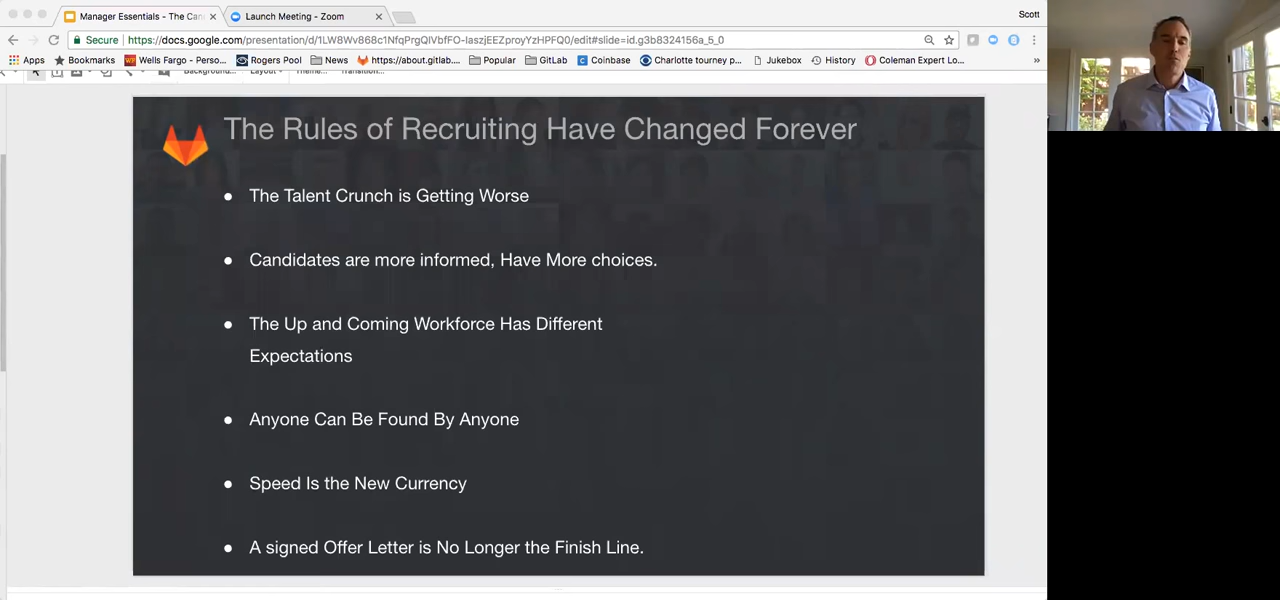 Manager Essentials - The Can
Launch Meeting - Zoom
Scott
Secure
https://docs.google.com/presentation/d/1LW8Wv868c1NfqPrgQIVbfFO-IaszjEEZproyYzHPFQ0/edit#slide=id.g3b8324156a_5_0
Apps
Bookmarks
Wells Fargo - Perso...
Rogers Pool
News
https://about.gitlab....
Popular
GitLab
Coinbase
Charlotte tourney p...
Jukebox
History
Coleman Expert Lo...
»
The Rules of Recruiting Have Changed Forever
● The Talent Crunch is Getting Worse
● Candidates are more informed, Have More choices.
● The Up and Coming Workforce Has Different
Expectations
● Anyone Can Be Found By Anyone
● Speed Is the New Currency
● A signed Offer Letter is No Longer the Finish Line.